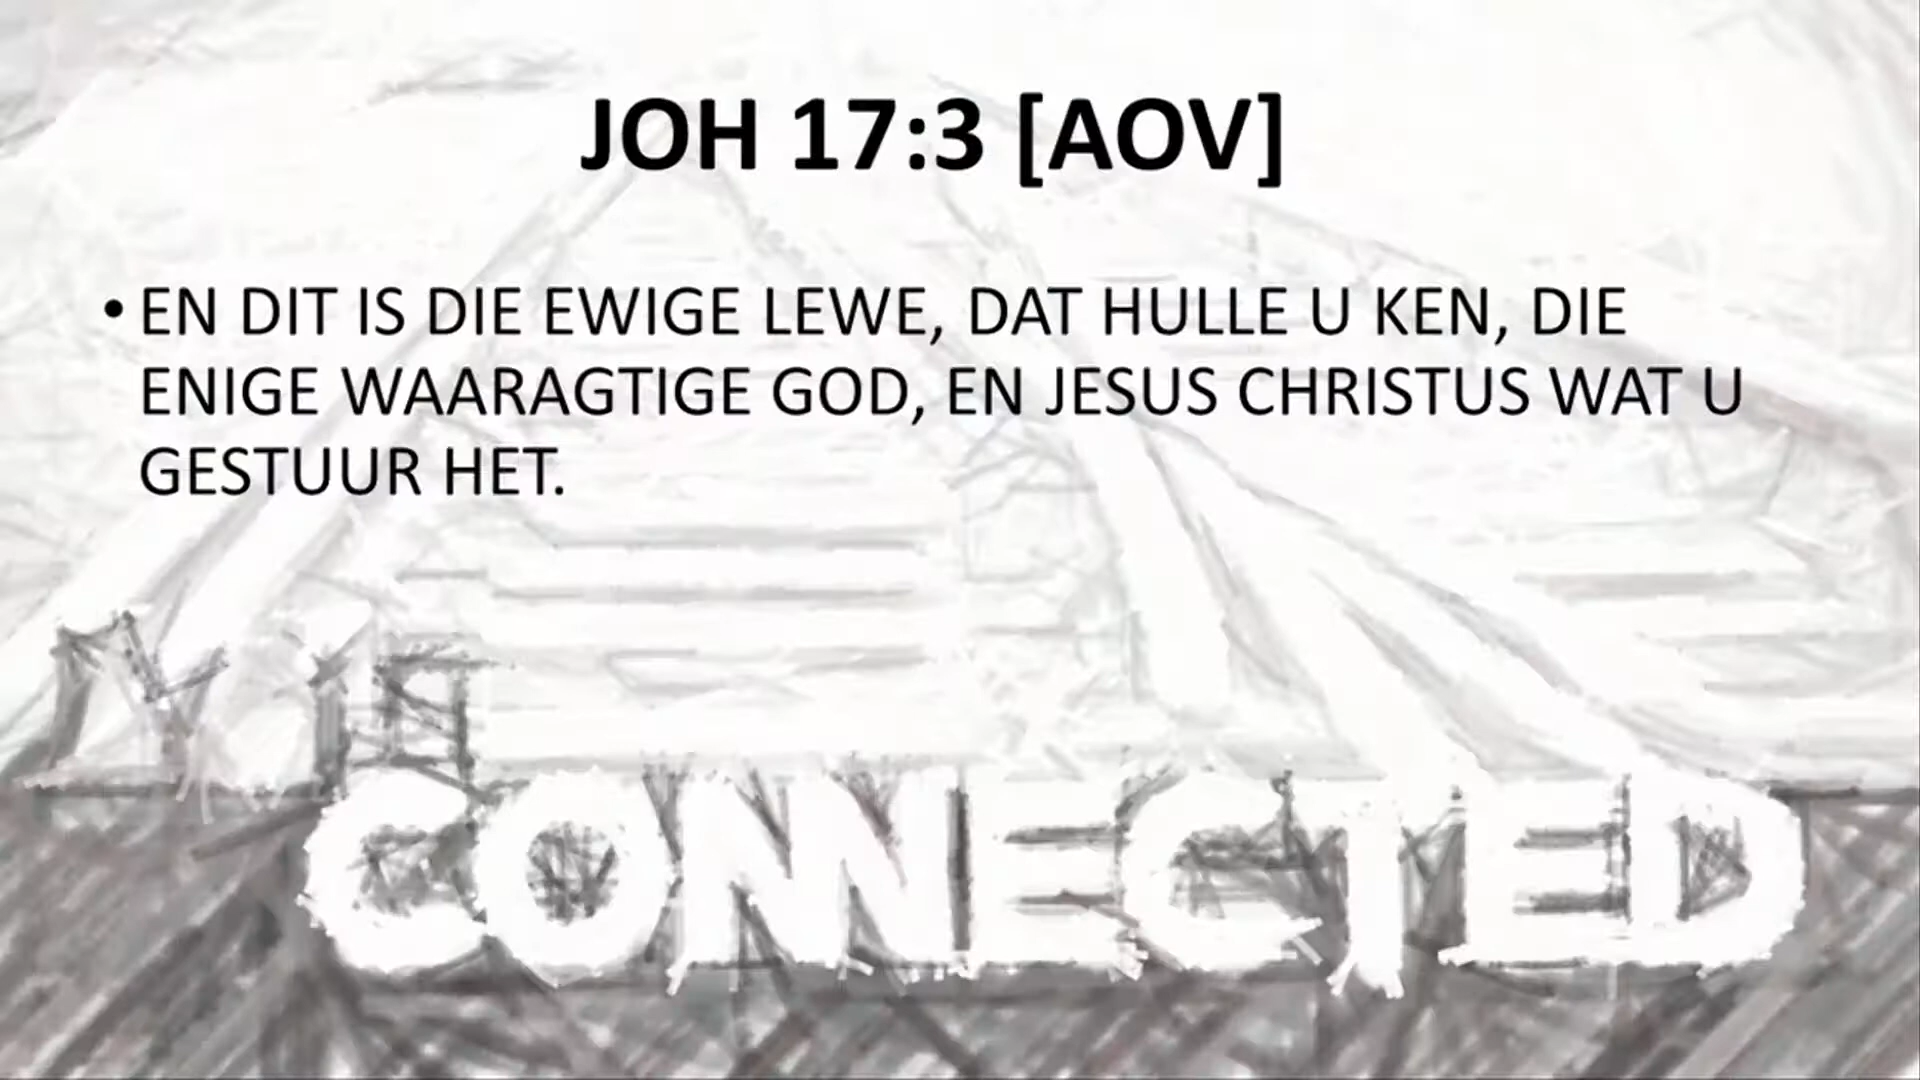 JOH 17:3 [AOV]
• EN DIT IS DIE EWIGE LEWE, DAT HULLE U KEN, DIE
ENIGE WAARAGTIGE GOD, EN JESUS CHRISTUS WAT U
GESTUUR HET.
CONNECTED